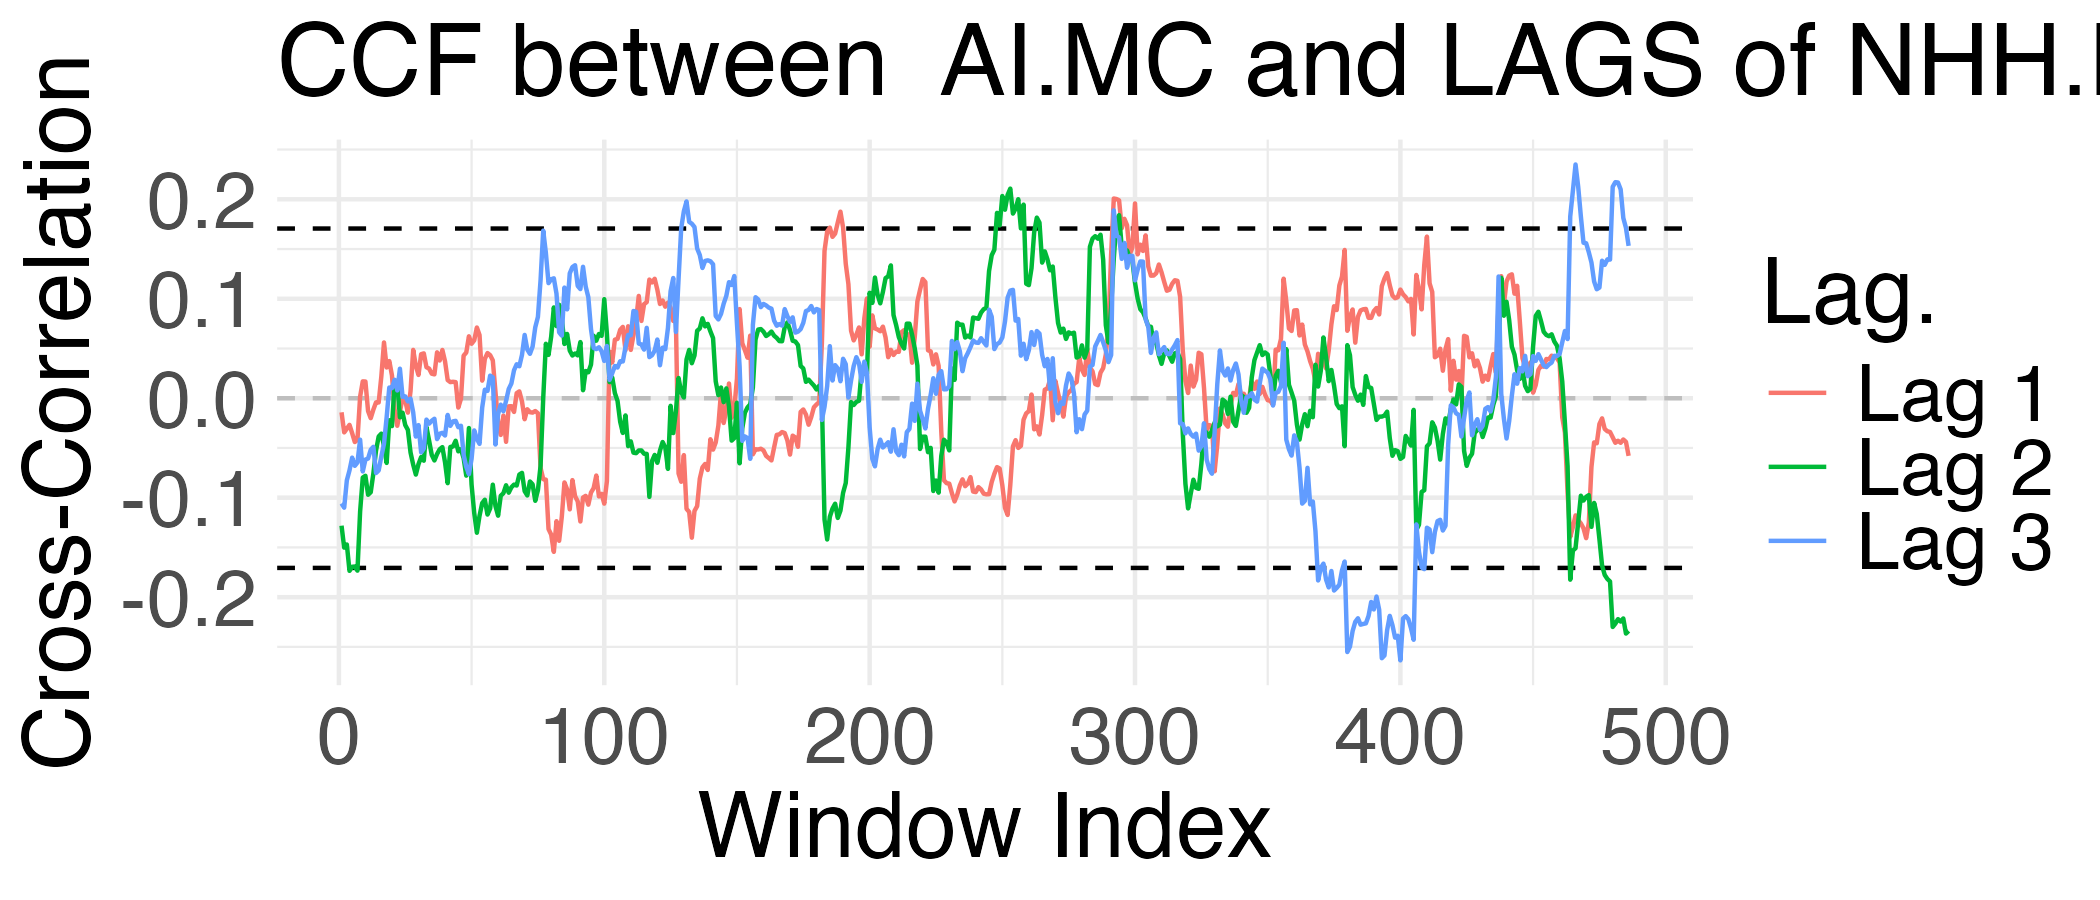 CCF between  AI.MC and LAGS of NHH.
Cross-Correlation
0.2
0.1
0.0
-0.1
-0.2
0 100 200 300 400 500
Window Index
Lag.
Lag 1
Lag 2
Lag 3